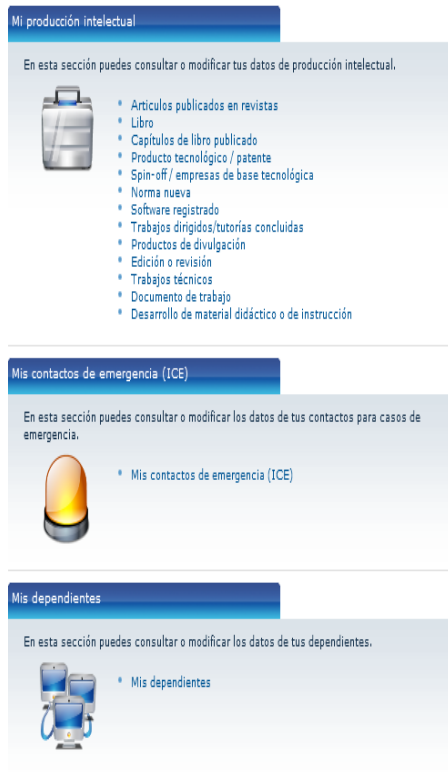 Mi producción intelectual
En esta sección puedes consultar o modificar tus datos de producción intelectual.
Articulos publicados en revistas
Libro
Capítulos de libro publicado
Producto tecnológico / patente
Spin-off / empresas de base tecnológica
Norma nueva
Software registrado
Trabajos dirigidos/tutorías concluidas
Productos de divulgación
Edición o revisión
Trabajos técnicos
Documento de trabajo
Desarrollo de material didáctico o de instrucción
Mis contactos de emergencia (ICE)
En esta sección puedes consultar o modificar los datos de tus contactos para casos de
emergencia.
Mis contactos de emergencia (ICE)
Mis dependientes
En esta sección puedes consultar o modificar los datos de tus dependientes.
Mis dependientes